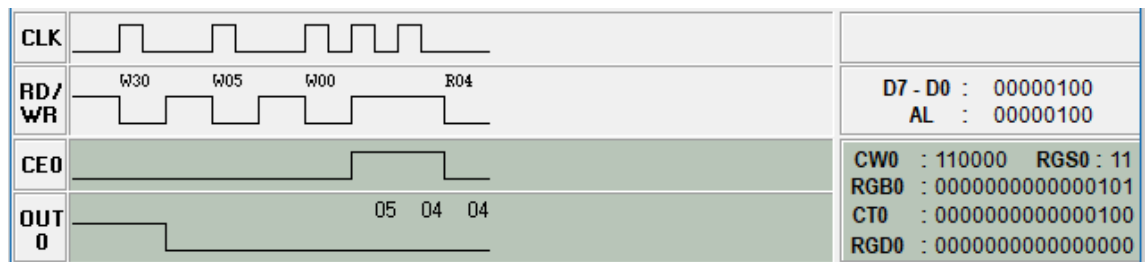 CLK
RD/
WR
W30 W05 W00 R04
D7 - D0 : 00000100
AL : 00000100
CE0
OUT
0
05 04 04
CW0 : 110000 RGS0 : 11
RGB0 : 0000000000000101
CT0 : 0000000000000100
RGD0 : 0000000000000000